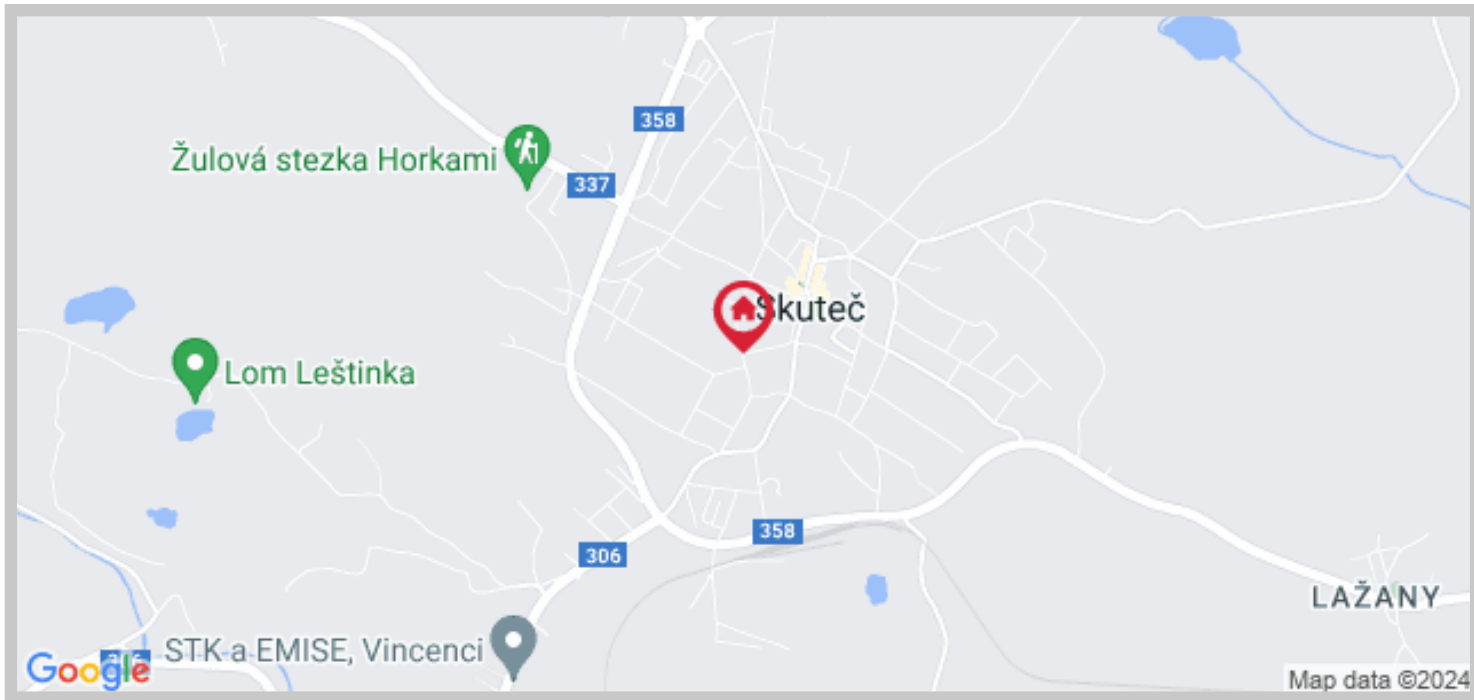 358
Žulová stezka Horkami
337
Skuteč
Lom Leštinka
358
306
LAŽANY
STK a EMISE, Vincenci
Google
Map data ©2024